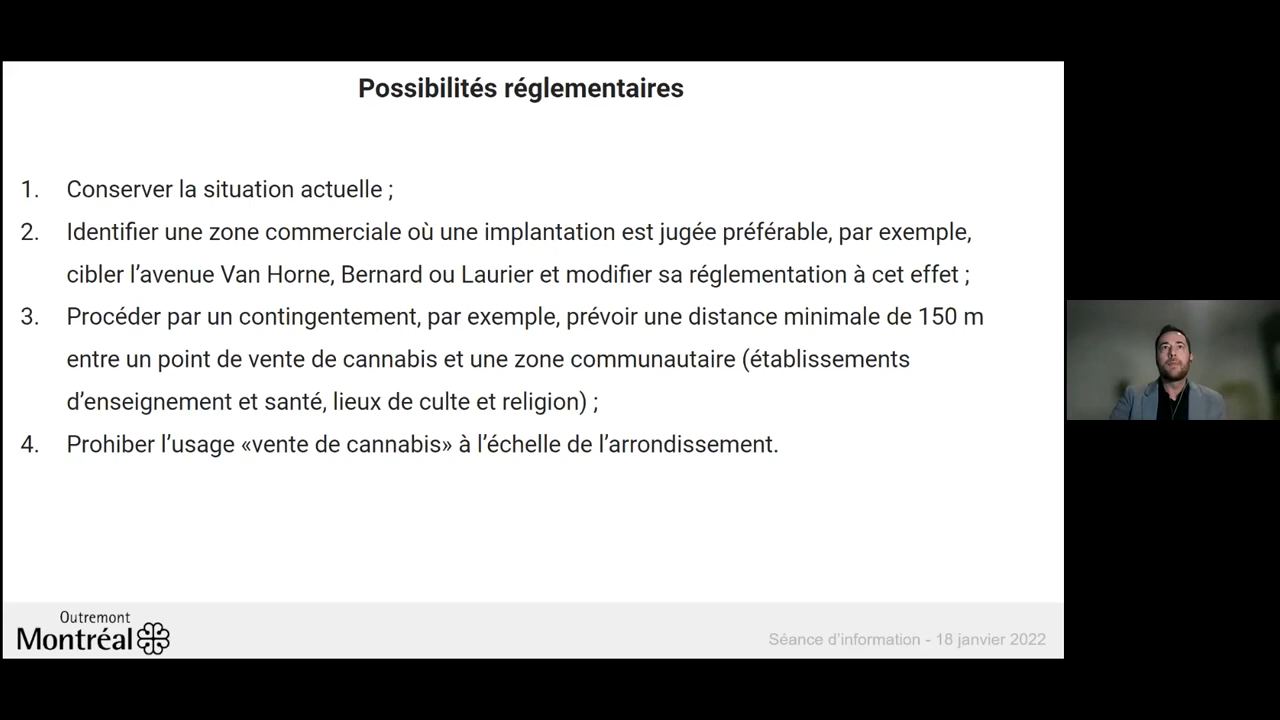 Possibilités réglementaires
1. Conserver la situation actuelle ;
2. Identifier une zone commerciale où une implantation est jugée préférable, par exemple,
cibler l’avenue Van Horne, Bernard ou Laurier et modifier sa réglementation à cet effet ;
3. Procéder par un contingentement, par exemple, prévoir une distance minimale de 150 m
entre un point de vente de cannabis et une zone communautaire (établissements
d’enseignement et santé, lieux de culte et religion) ;
4. Prohiber l’usage «vente de cannabis» à l’échelle de l’arrondissement.
Outremont
Montréal
Séance d’information - 18 janvier 2022